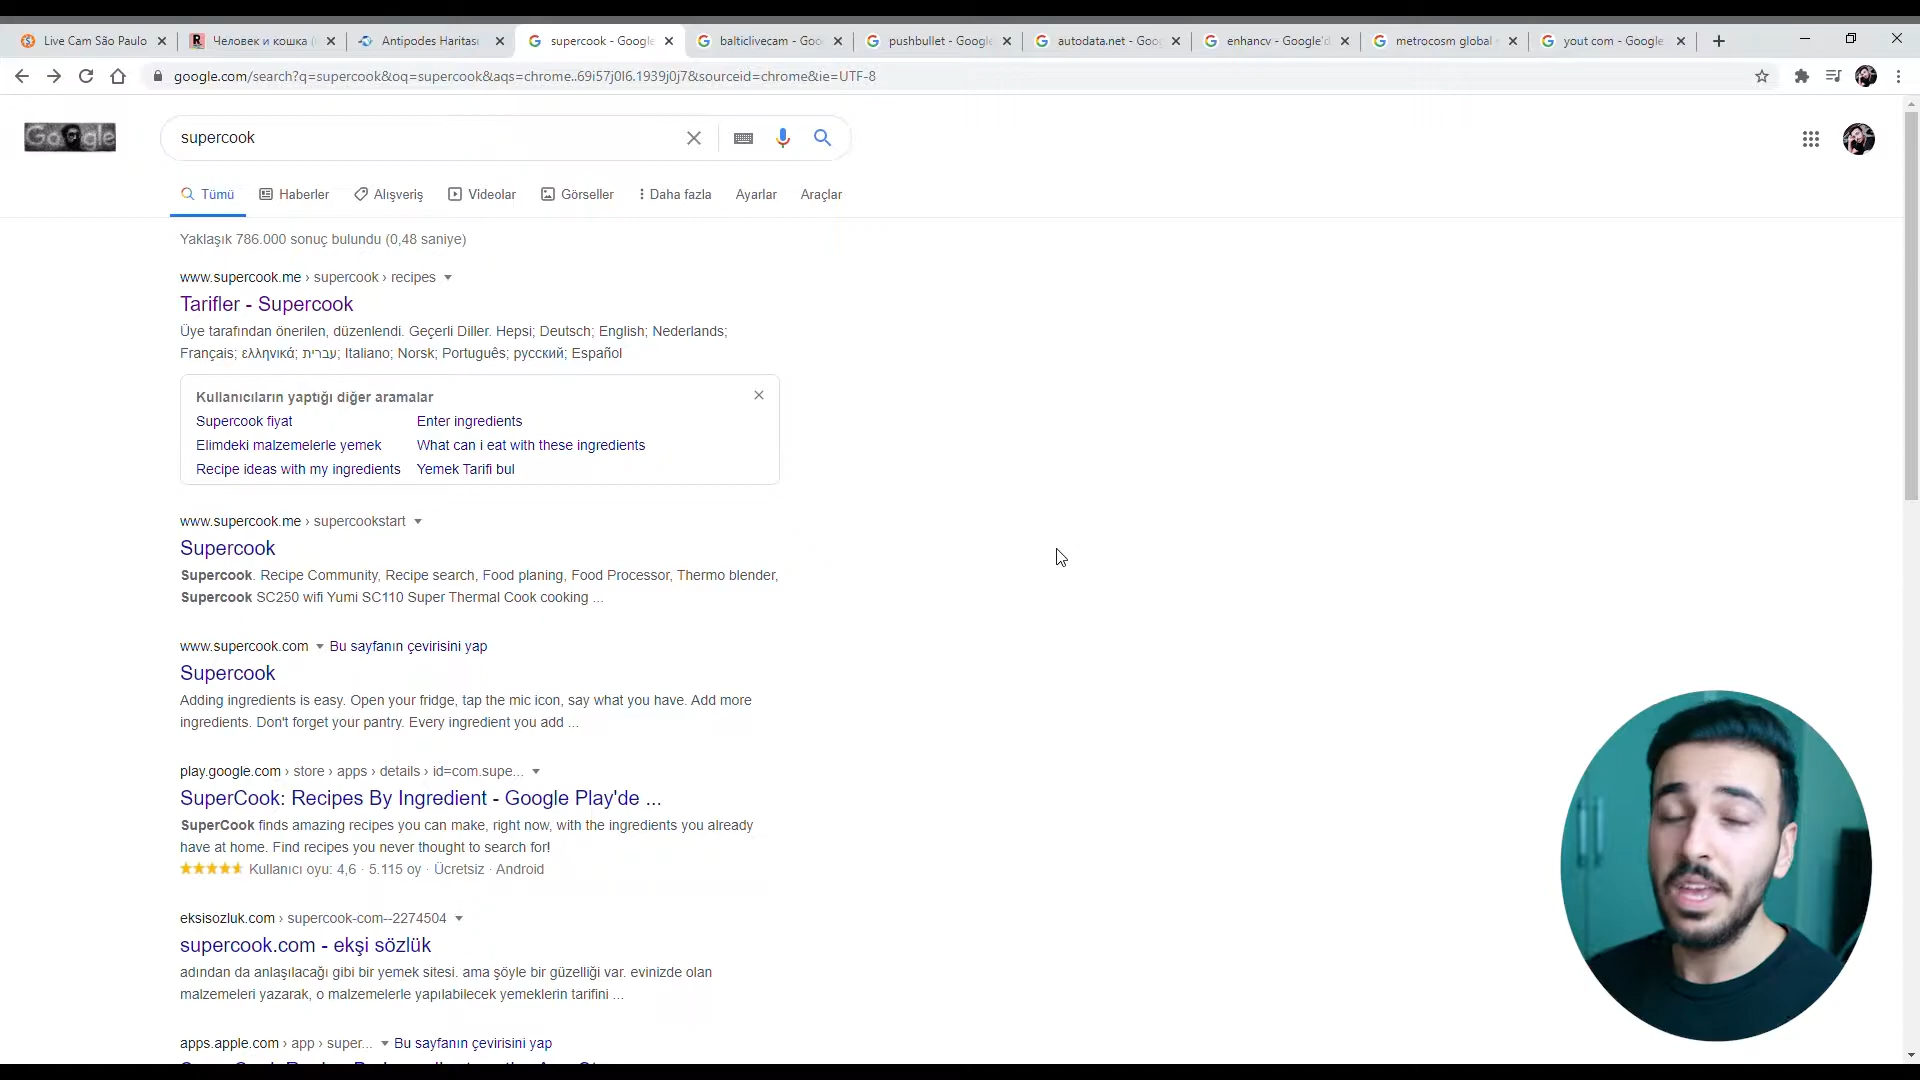 Live Cam São Paulo
Человек и кошка
Antipodes Haritası
supercook - Google
balticlivecam - Goo
pushbullet - Google
autodata.net - Goo
enhancv - Google'd
metrocosm global
yout com - Google
google.com/search?q=supercook&oq=supercook&aqs=chrome..69i57j0l6.1939j0j7&sourceid=chrome&ie=UTF-8
Google
supercook
Tümü Haberler Alışveriş Videolar Görseller Daha fazla Ayarlar Araçlar
Yaklaşık 786.000 sonuç bulundu (0,48 saniye)
www.supercook.me › supercook › recipes
Tarifler - Supercook
Üye tarafından önerilen, düzenlendi. Geçerli Diller. Hepsi; Deutsch; English; Nederlands;
Français; ελληνικά; עברית; Italiano; Norsk; Português; русский; Español
Kullanıcıların yaptığı diğer aramalar
Supercook fiyat Enter ingredients
Elimdeki malzemelerle yemek What can i eat with these ingredients
Recipe ideas with my ingredients Yemek Tarifi bul
www.supercook.me › supercookstart
Supercook
Supercook. Recipe Community, Recipe search, Food planing, Food Processor, Thermo blender,
Supercook SC250 wifi Yumi SC110 Super Thermal Cook cooking ...
www.supercook.com Bu sayfanın çevirisini yap
Supercook
Adding ingredients is easy. Open your fridge, tap the mic icon, say what you have. Add more
ingredients. Don't forget your pantry. Every ingredient you add ...
play.google.com › store › apps › details › id=com.supe...
SuperCook: Recipes By Ingredient - Google Play'de ...
SuperCook finds amazing recipes you can make, right now, with the ingredients you already
have at home. Find recipes you never thought to search for!
Kullanıcı oyu: 4,6 · 5.115 oy · Ücretsiz · Android
eksisozluk.com › supercook-com--2274504
supercook.com - ekşi sözlük
adından da anlaşılacağı gibi bir yemek sitesi. ama şöyle bir güzelliği var. evinizde olan
malzemeleri yazarak, o malzemelerle yapılabilecek yemeklerin tarifini ...
apps.apple.com › app › super... Bu sayfanın çevirisini yap